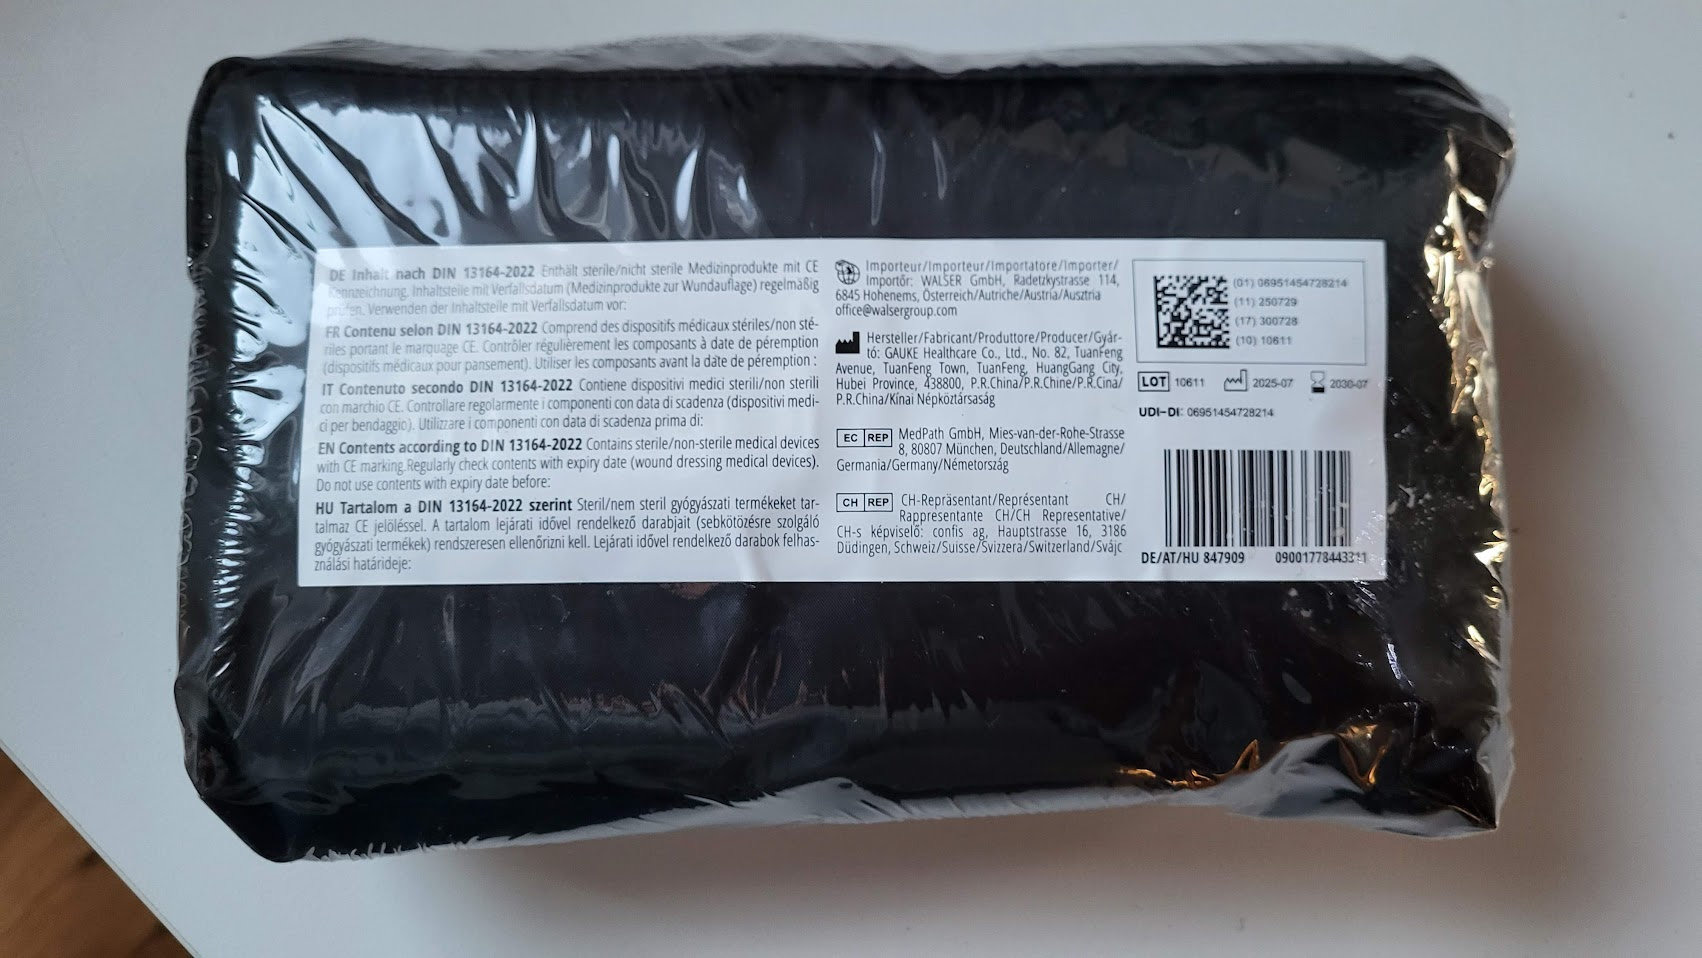 DE Inhalt nach DIN 13164-2022 Enthält sterile/nicht sterile Medizinprodukte mit CE
Kennzeichnung. Inhaltsteile mit Verfallsdatum (Medizinprodukte zur Wundauflage) regelmäßig
prüfen. Verwenden der Inhaltsteile mit Verfallsdatum vor:
FR Contenu selon DIN 13164-2022 Comprend des dispositifs médicaux stériles/non sté-
riles portant le marquage CE. Contrôler régulièrement les composants à date de péremption
(dispositifs médicaux pour pansement). Utiliser les composants avant la date de péremption :
IT Contenuto secondo DIN 13164-2022 Contiene dispositivi medici sterili/non sterili
con marchio CE. Controllare regolarmente i componenti con data di scadenza (dispositivi medi-
ci per bendaggio). Utilizzare i componenti con data di scadenza prima di:
EN Contents according to DIN 13164-2022 Contains sterile/non-sterile medical devices
with CE marking.Regularly check contents with expiry date (wound dressing medical devices).
Do not use contents with expiry date before:
HU Tartalom a DIN 13164-2022 szerint Steril/nem steril gyógyászati termékeket tar-
talmaz CE jelöléssel. A tartalom lejárati idővel rendelkező darabjait (sebkötözésre szolgáló
gyógyászati termékek) rendszeresen ellenőrizni kell. Lejárati idővel rendelkező darabok felhas-
ználási határideje:
Importeur/Importeur/Importatore/Importer/
Importőr: WALSER GmbH, Radetzkystrasse 114,
6845 Hohenems, Österreich/Autriche/Austria/Ausztria
office@walsergroup.com
Hersteller/Fabricant/Produttore/Producer/Gyár-
tó: GAUKE Healthcare Co., Ltd., No. 82, TuanFeng
Avenue, TuanFeng Town, TuanFeng, HuangGang City,
Hubei Province, 438800, P.R.China/P.R.Chine/P.R.Cina/
P.R.China/Kínai Népköztársaság
EC REP MedPath GmbH, Mies-van-der-Rohe-Strasse
8, 80807 München, Deutschland/Allemagne/
Germania/Germany/Németország
CH REP CH-Repräsentant/Représentant CH/
Rappresentante CH/CH Representative/
CH-s képviselő: confis ag, Hauptstrasse 16, 3186
Düdingen, Schweiz/Suisse/Svizzera/Switzerland/Svájc
(01) 06951454728214
(11) 250729
(17) 300728
(10) 10611
LOT 10611 2025-07 2030-07
UDI-DI: 06951454728214
DE/AT/HU 847909